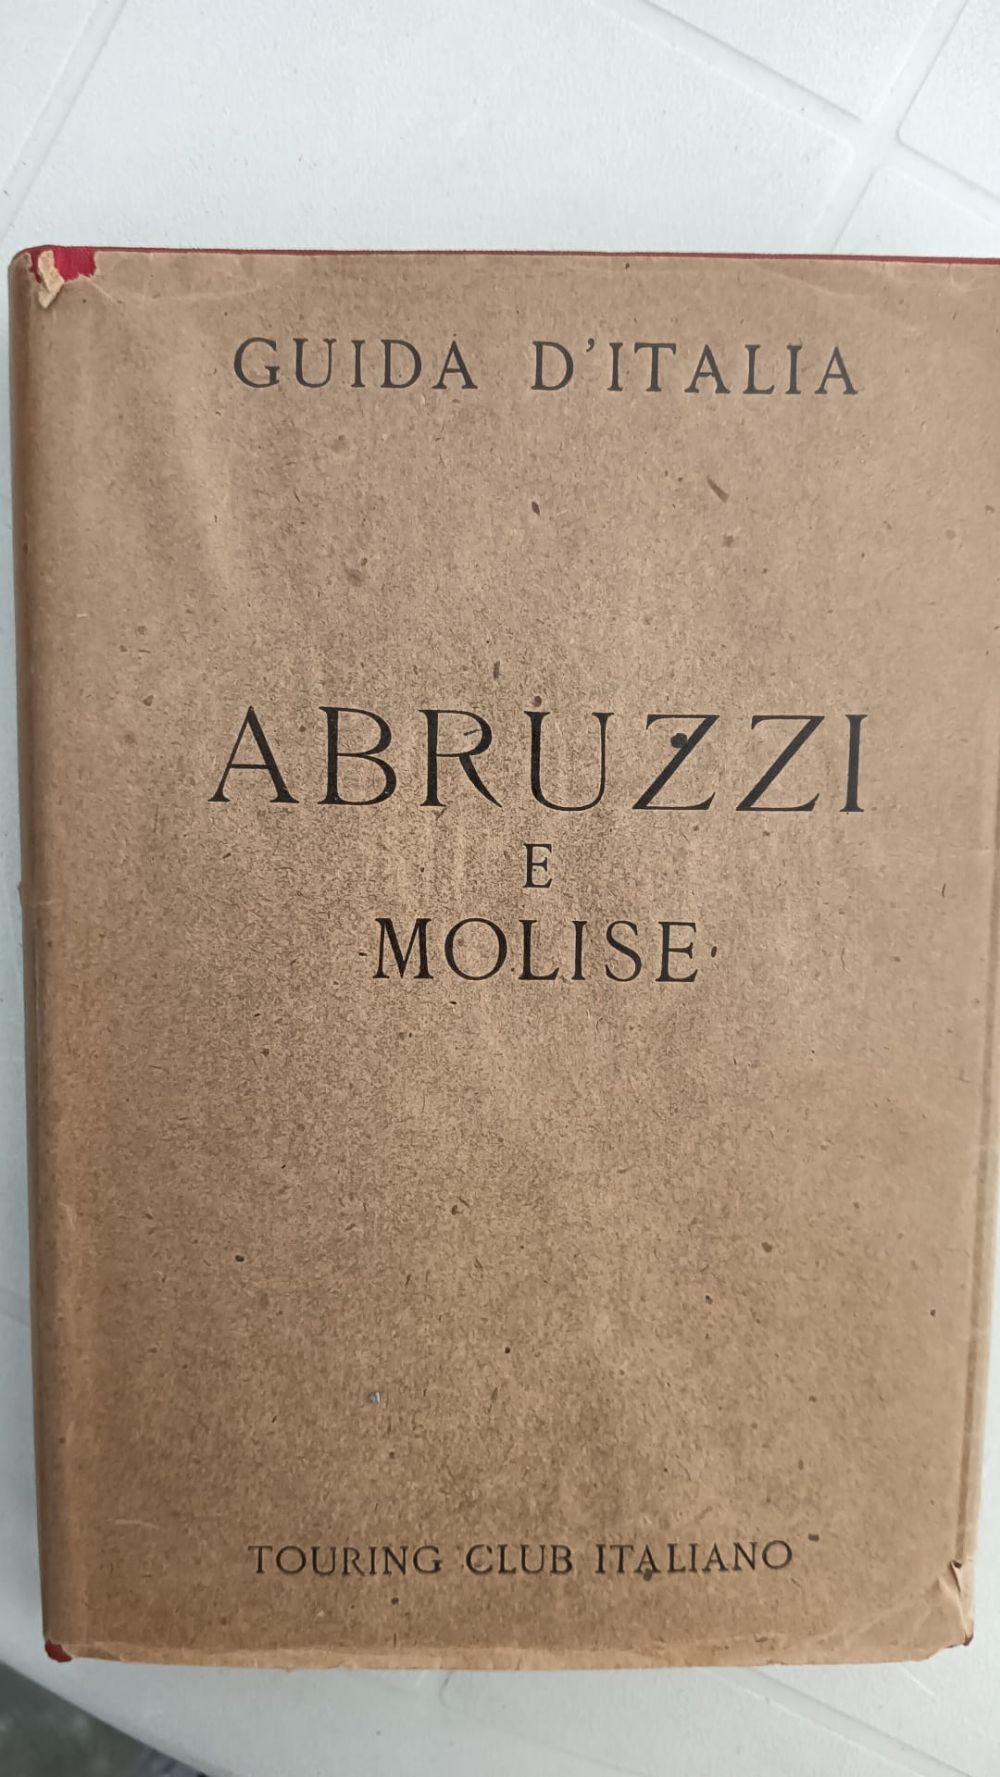 GUIDA D'ITALIA
ABRUZZI
E
MOLISE
TOURING CLUB ITALIANO